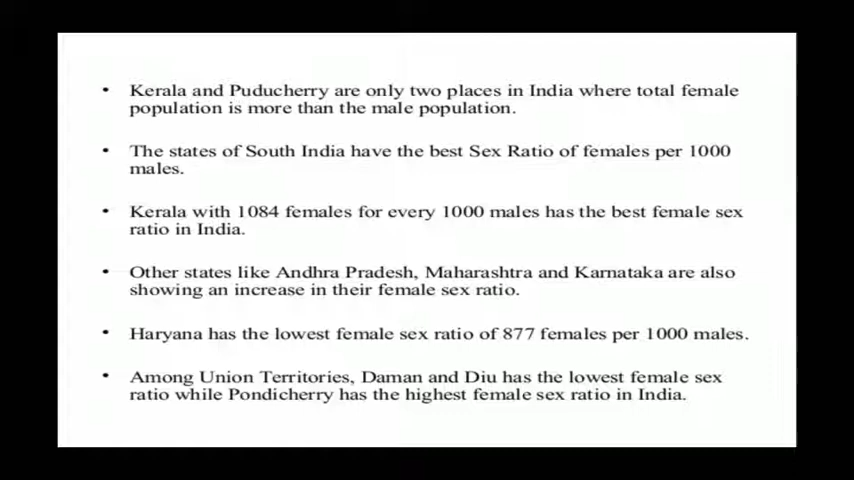 • Kerala and Puducherry are only two places in India where total female
population is more than the male population.
• The states of South India have the best Sex Ratio of females per 1000
males.
• Kerala with 1084 females for every 1000 males has the best female sex
ratio in India.
• Other states like Andhra Pradesh, Maharashtra and Karnataka are also
showing an increase in their female sex ratio.
• Haryana has the lowest female sex ratio of 877 females per 1000 males.
• Among Union Territories, Daman and Diu has the lowest female sex
ratio while Pondicherry has the highest female sex ratio in India.